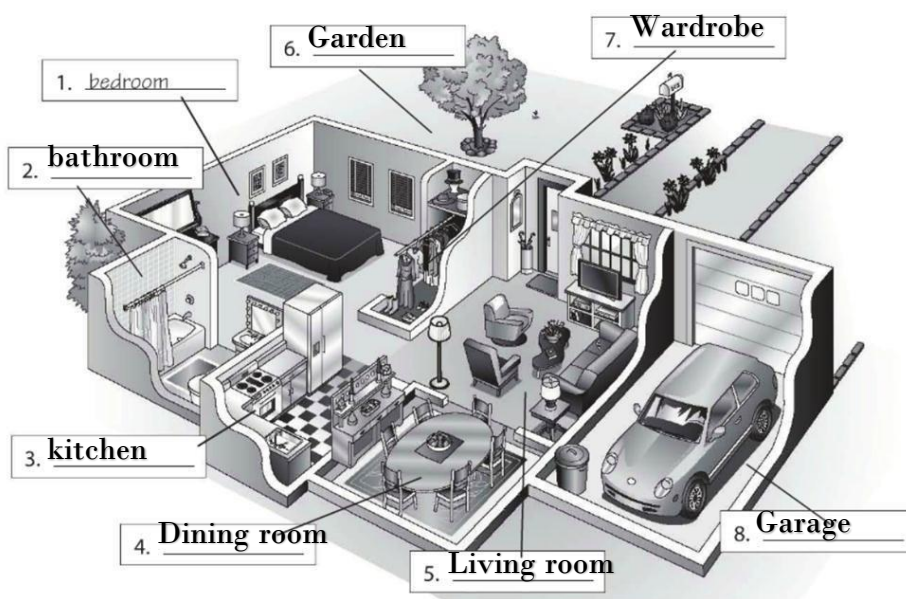 6. Garden
7. Wardrobe
1. bedroom
2. bathroom
3. kitchen
4. Dining room
5. Living room
8. Garage